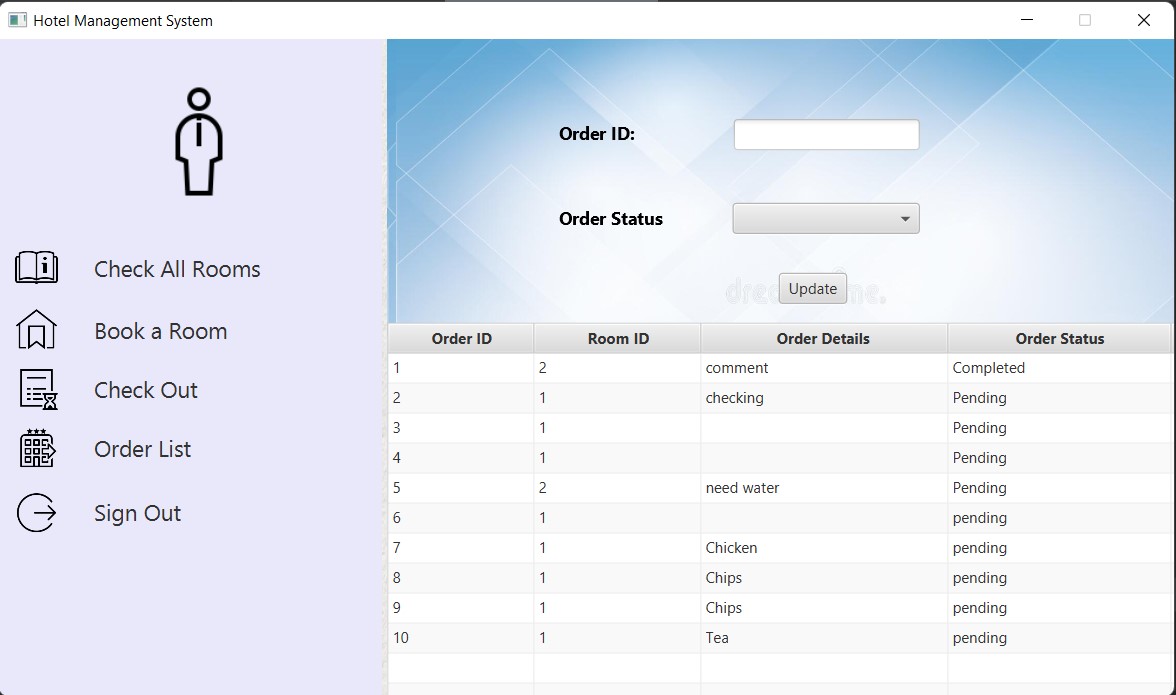 Hotel Management System
Check All Rooms
Book a Room
Check Out
Order List
Sign Out
Order ID:
Order Status
Update
Order ID Room ID Order Details Order Status
1 2 comment Completed
2 1 checking Pending
3 1 Pending
4 1 Pending
5 2 need water Pending
6 1 pending
7 1 Chicken pending
8 1 Chips pending
9 1 Chips pending
10 1 Tea pending